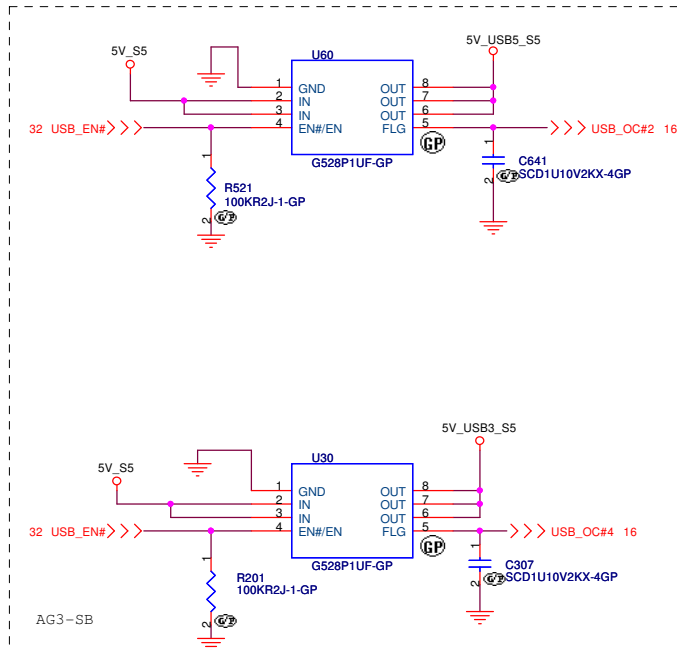 5V_S5
U60
5V_USB5_S5
1 GND OUT 8
2 IN OUT 7
3 IN OUT 6
32 USB_EN# 4 EN#/EN FLG 5 USB_OC#2 16
GP
G528P1UF-GP
1
R521
100KR2J-1-GP
2 G/P
1
C641
2 G/P SCD1U10V2KX-4GP
5V_S5
U30
5V_USB3_S5
1 GND OUT 8
2 IN OUT 7
3 IN OUT 6
32 USB_EN# 4 EN#/EN FLG 5 USB_OC#4 16
GP
G528P1UF-GP
1
R201
100KR2J-1-GP
2 G/P
1
C307
2 G/P SCD1U10V2KX-4GP
AG3-SB